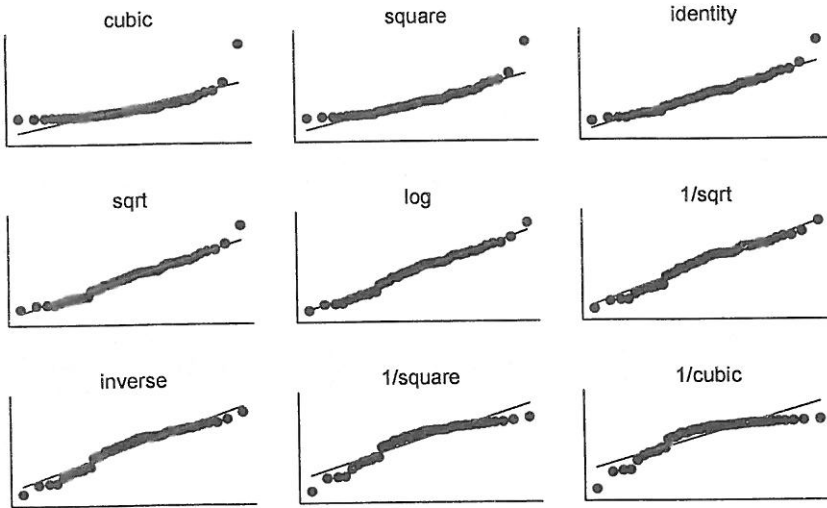 cubic
square
identity
sqrt
log
1/sqrt
inverse
1/square
1/cubic